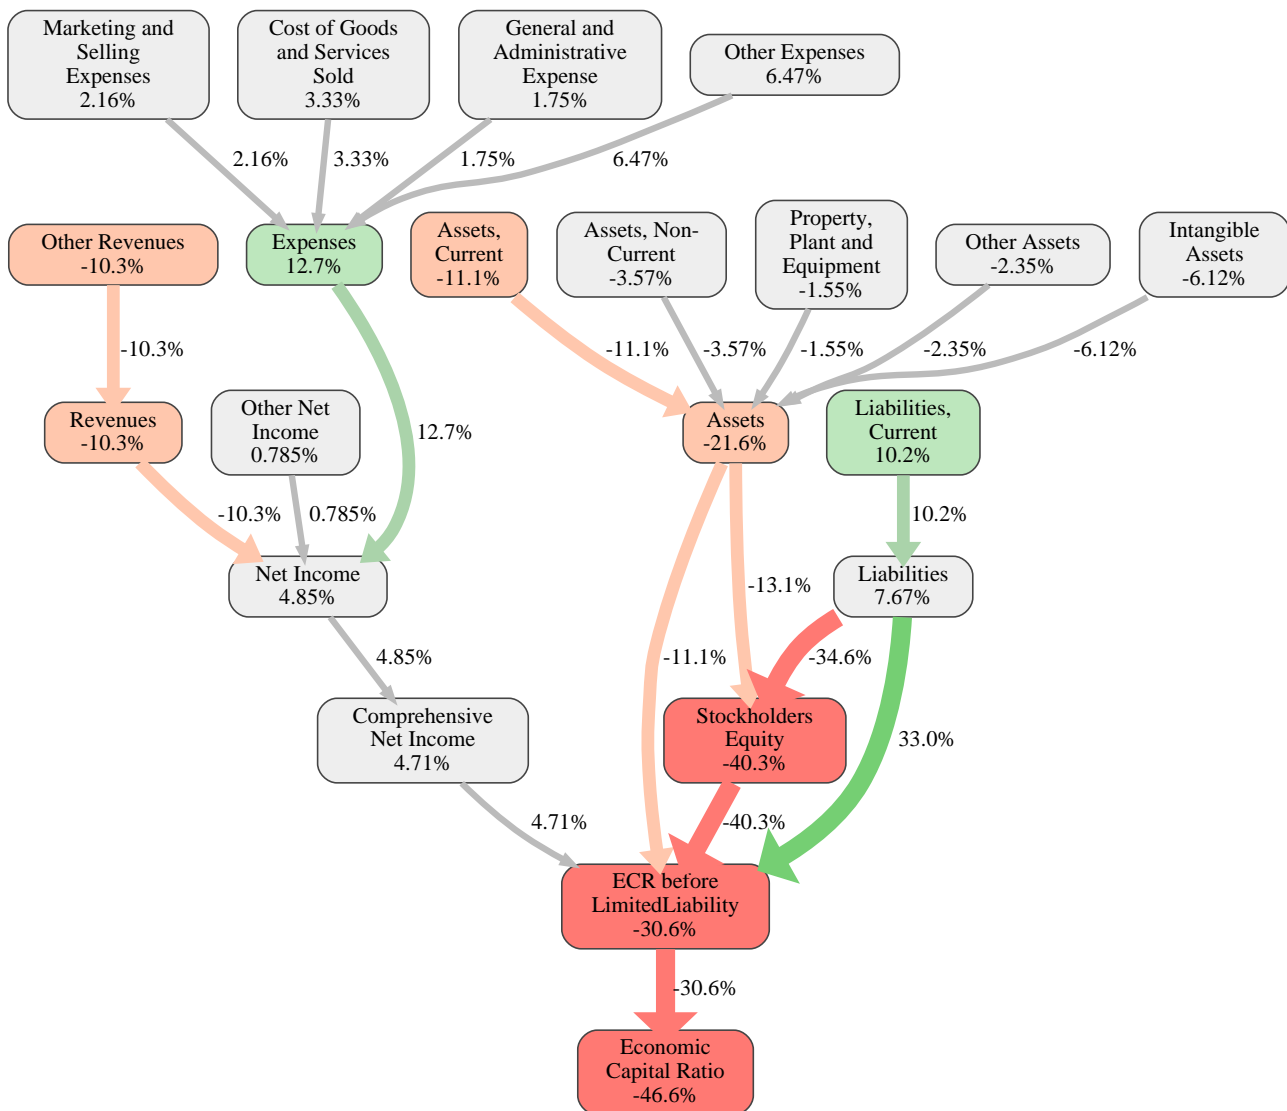 Marketing and
Selling
Expenses
2.16%
Cost of Goods
and Services
Sold
3.33%
General and
Administrative
Expense
1.75%
Other Expenses
6.47%
2.16%
3.33%
1.75%
6.47%
Other Revenues
-10.3%
Expenses
12.7%
Assets,
Current
-11.1%
Assets, Non-
Current
-3.57%
Property,
Plant and
Equipment
-1.55%
Other Assets
-2.35%
Intangible
Assets
-6.12%
-10.3%
-11.1%
-3.57%
-1.55%
-2.35%
-6.12%
Revenues
-10.3%
Other Net
Income
0.785%
12.7%
Assets
-21.6%
Liabilities,
Current
10.2%
-10.3%
0.785%
10.2%
Net Income
4.85%
-13.1%
Liabilities
7.67%
4.85%
-11.1%
-34.6%
Comprehensive
Net Income
4.71%
Stockholders
Equity
-40.3%
33.0%
4.71%
-40.3%
ECR before
LimitedLiability
-30.6%
-30.6%
Economic
Capital Ratio
-46.6%